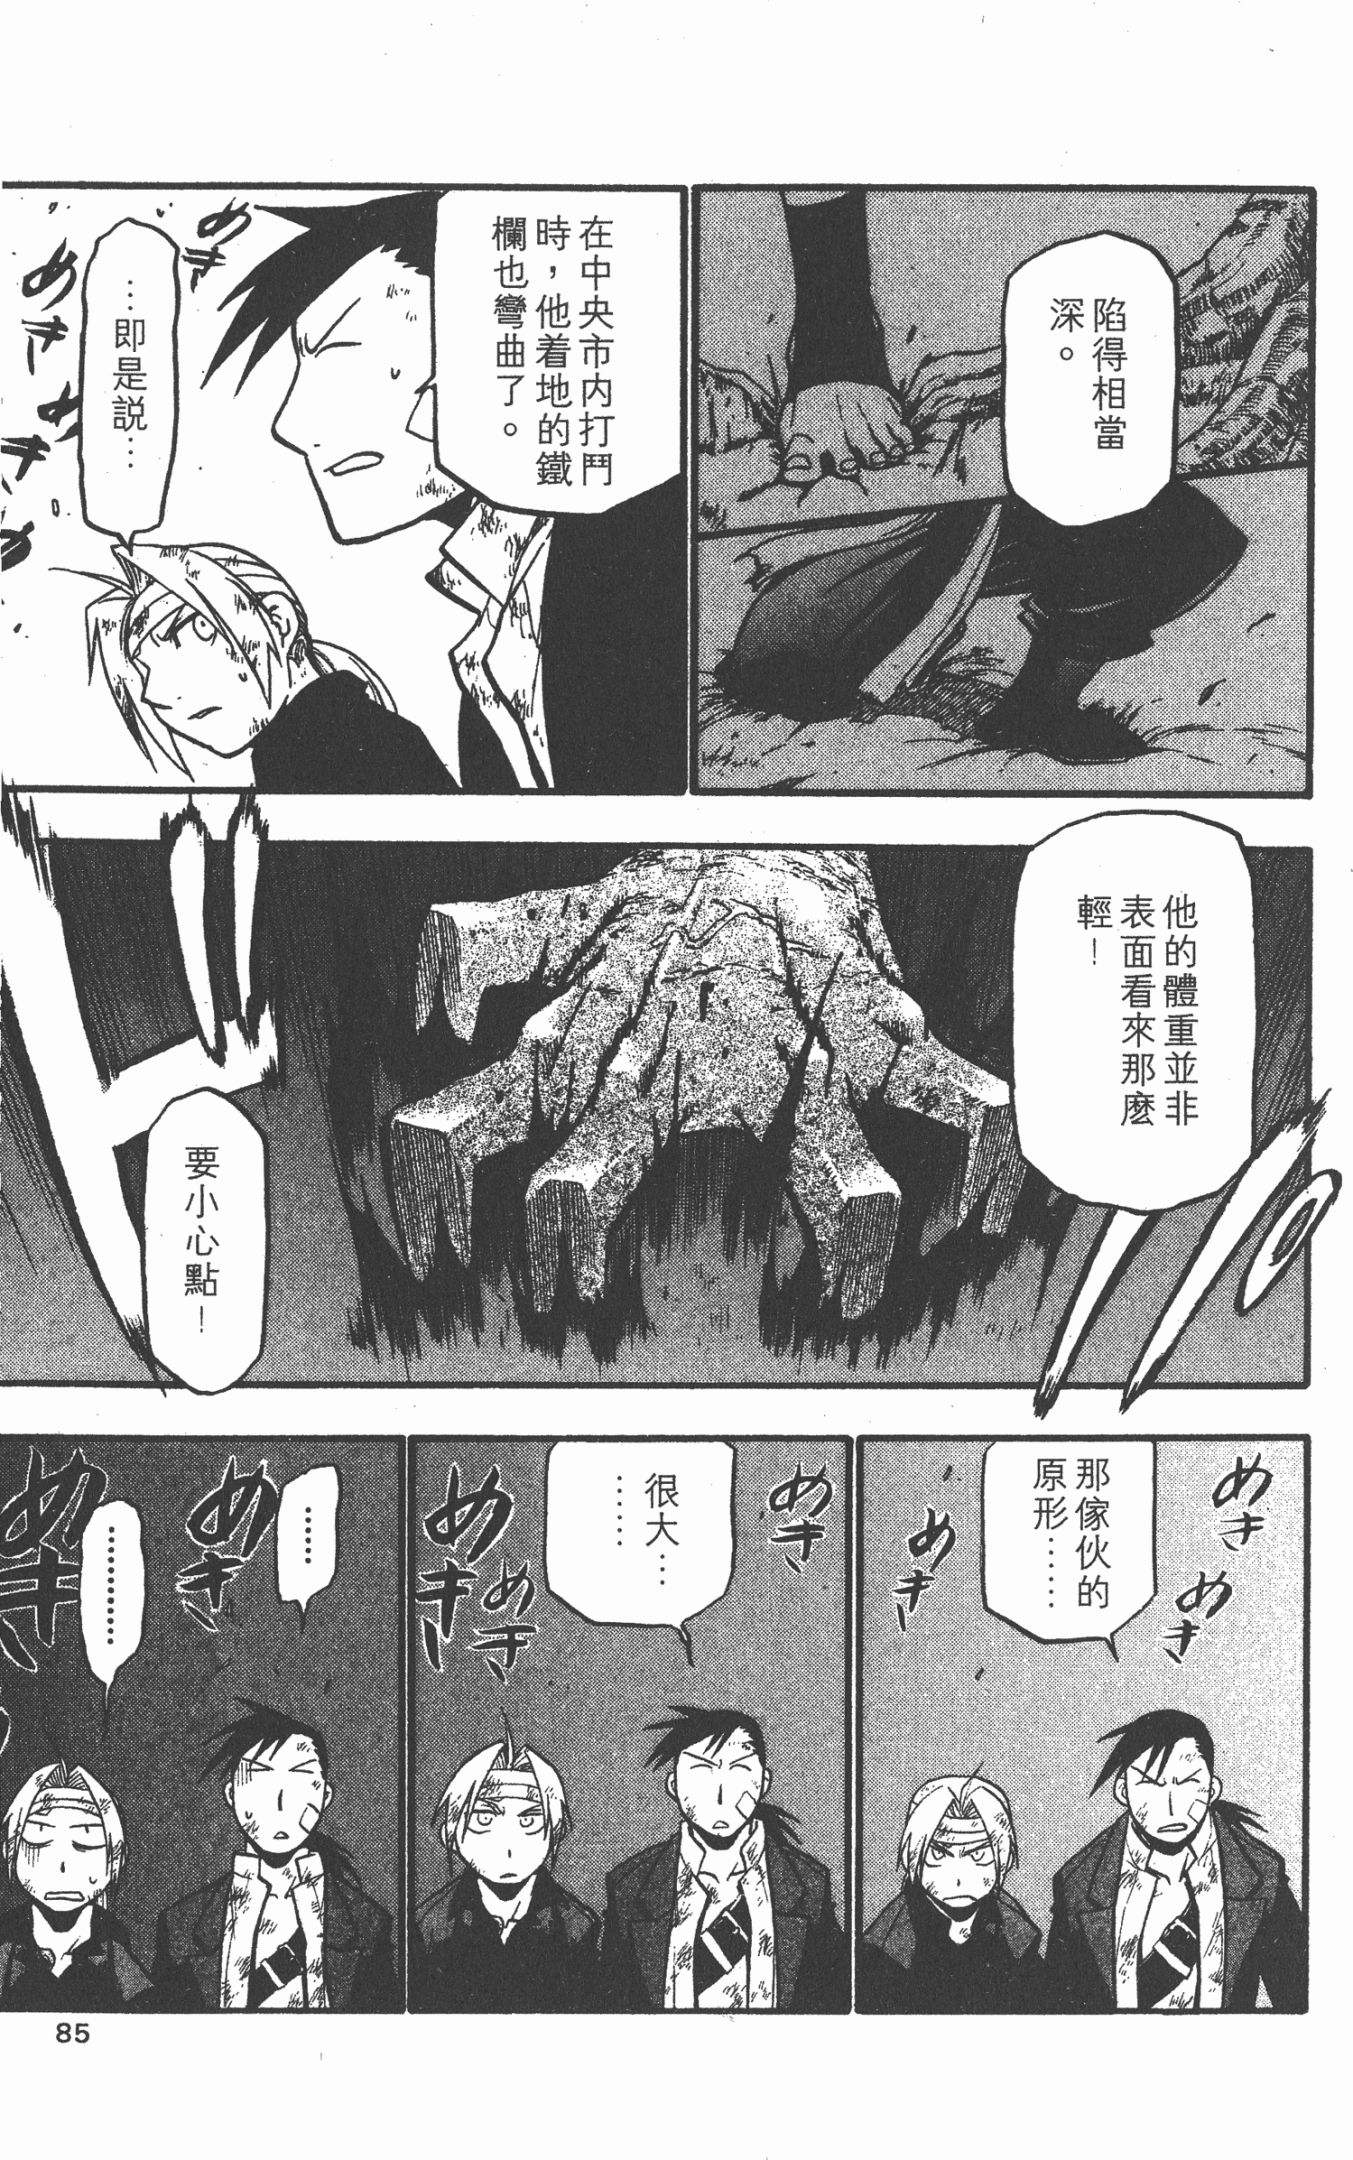 陷得相當
深。
在中央市內打鬥
時，他着地的鐵
欄也彎曲了。
めき
めき
めき
…即是説…
他的體重並非
表面看來那麼
輕！
要小心點！
那傢伙的
原形……
めき
めき
めき
很大…
……
めき
めき
めき
……
めき
…………
めき
85